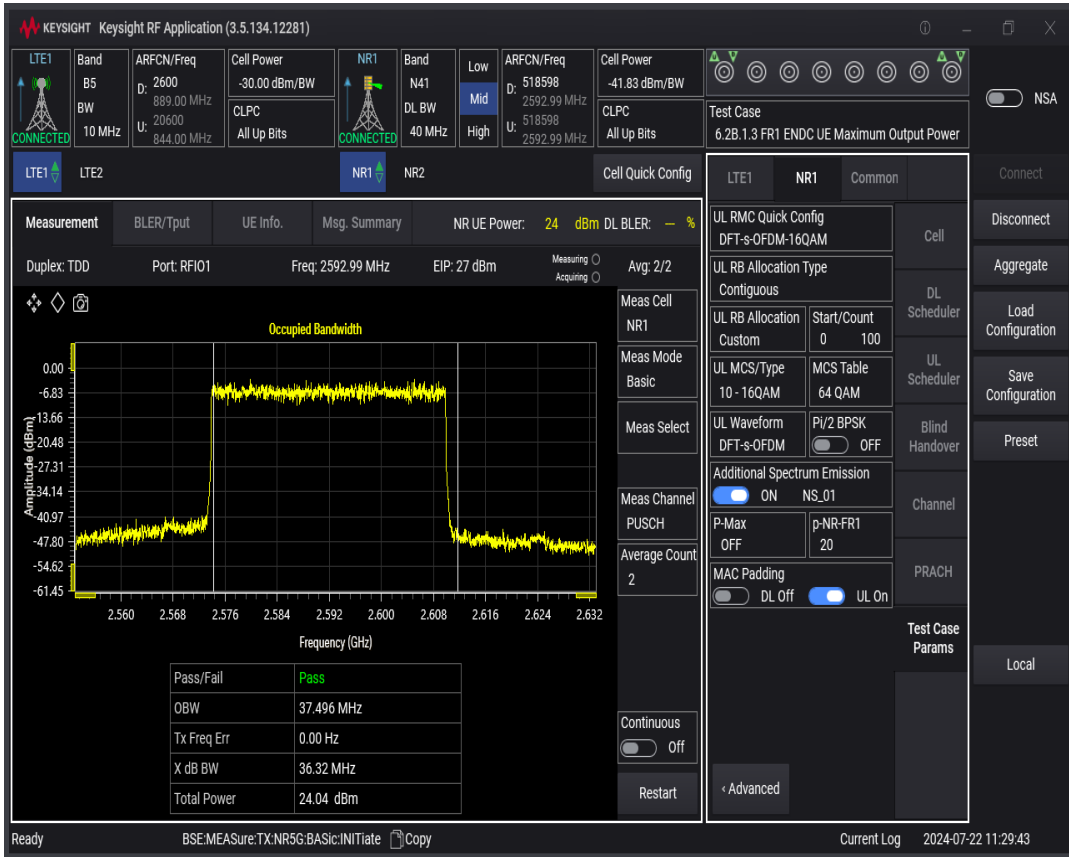 KEYSIGHT Keysight RF Application (3.5.134.12281)
LTE1
CONNECTED
Band
B5
BW
10 MHz
ARFCN/Freq
D: 2600
889.00 MHz
U: 20600
844.00 MHz
Cell Power
-30.00 dBm/BW
CLPC
All Up Bits
NR1
CONNECTED
Band
N41
DL BW
40 MHz
Low
Mid
High
ARFCN/Freq
D: 518598
2592.99 MHz
U: 518598
2592.99 MHz
Cell Power
-41.83 dBm/BW
CLPC
All Up Bits
Test Case
6.2B.1.3 FR1 ENDC UE Maximum Output Power
NSA
LTE1 LTE2
NR1 NR2
Cell Quick Config
Measurement BLER/Tput UE Info. Msg. Summary NR UE Power: 24 dBm DL BLER: — %
Duplex: TDD Port: RFIO1 Freq: 2592.99 MHz EIP: 27 dBm Measuring Avg: 2/2
Acquiring
Occupied Bandwidth
Amplitude (dBm)
0.00
-6.83
-13.66
-20.48
-27.31
-34.14
-40.97
-47.80
-54.62
-61.45
2.560 2.568 2.576 2.584 2.592 2.600 2.608 2.616 2.624 2.632
Frequency (GHz)
Pass/Fail Pass
OBW 37.496 MHz
Tx Freq Err 0.00 Hz
X dB BW 36.32 MHz
Total Power 24.04 dBm
Meas Cell
NR1
Meas Mode
Basic
Meas Select
Meas Channel
PUSCH
Average Count
2
Continuous
Off
Restart
LTE1 NR1 Common
UL RMC Quick Config
DFT-s-OFDM-16QAM
UL RB Allocation Type
Contiguous
UL RB Allocation
Custom
Start/Count
0 100
UL MCS/Type
10 - 16QAM
MCS Table
64 QAM
UL Waveform
DFT-s-OFDM
Pi/2 BPSK
OFF
Additional Spectrum Emission
ON NS_01
P-Max
OFF
p-NR-FR1
20
MAC Padding
DL Off UL On
‹ Advanced
Cell
DL
Scheduler
UL
Scheduler
Blind
Handover
Channel
PRACH
Test Case
Params
Connect
Disconnect
Aggregate
Load
Configuration
Save
Configuration
Preset
Local
Ready BSE:MEASure:TX:NR5G:BASic:INITiate Copy Current Log 2024-07-22 11:29:43